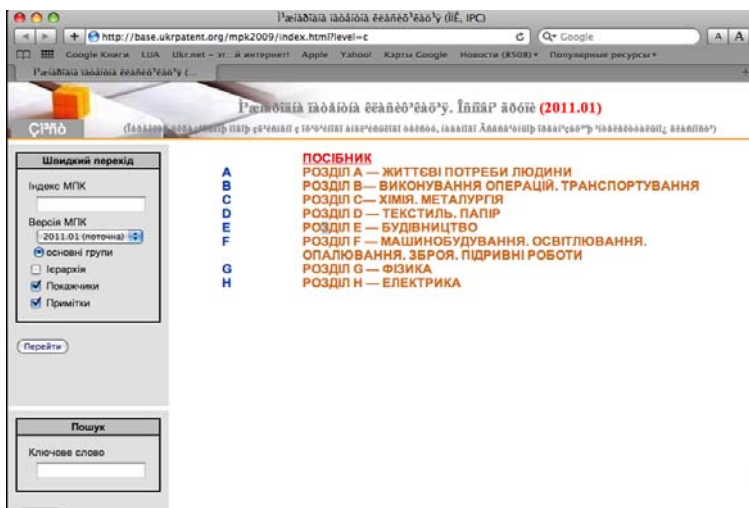 http://base.ukrpatent.org/mpk2009/index.html?level=c
Google
A A
Google Книги LUA Ukr.net – Apple Yahoo! Карты Google Новости (8508) Популярные ресурсы
(2011.01)
Çì³ñò
Швидкий перехід
Індекс МПК
Версія МПК
2011.01 (поточна)
основні групи
Ієрархія
Покажчики
Примітки
Перейти
Пошук
Ключове слово
ПОСІБНИК
A РОЗДІЛ A — ЖИТТЄВІ ПОТРЕБИ ЛЮДИНИ
B РОЗДІЛ B— ВИКОНУВАННЯ ОПЕРАЦІЙ. ТРАНСПОРТУВАННЯ
C РОЗДІЛ C— ХІМІЯ. МЕТАЛУРГІЯ
D РОЗДІЛ D — ТЕКСТИЛЬ. ПАПІР
E РОЗДІЛ E — БУДІВНИЦТВО
F РОЗДІЛ F — МАШИНОБУДУВАННЯ. ОСВІТЛЮВАННЯ.
ОПАЛЮВАННЯ. ЗБРОЯ. ПІДРИВНІ РОБОТИ
G РОЗДІЛ G — ФІЗИКА
H РОЗДІЛ H — ЕЛЕКТРИКА